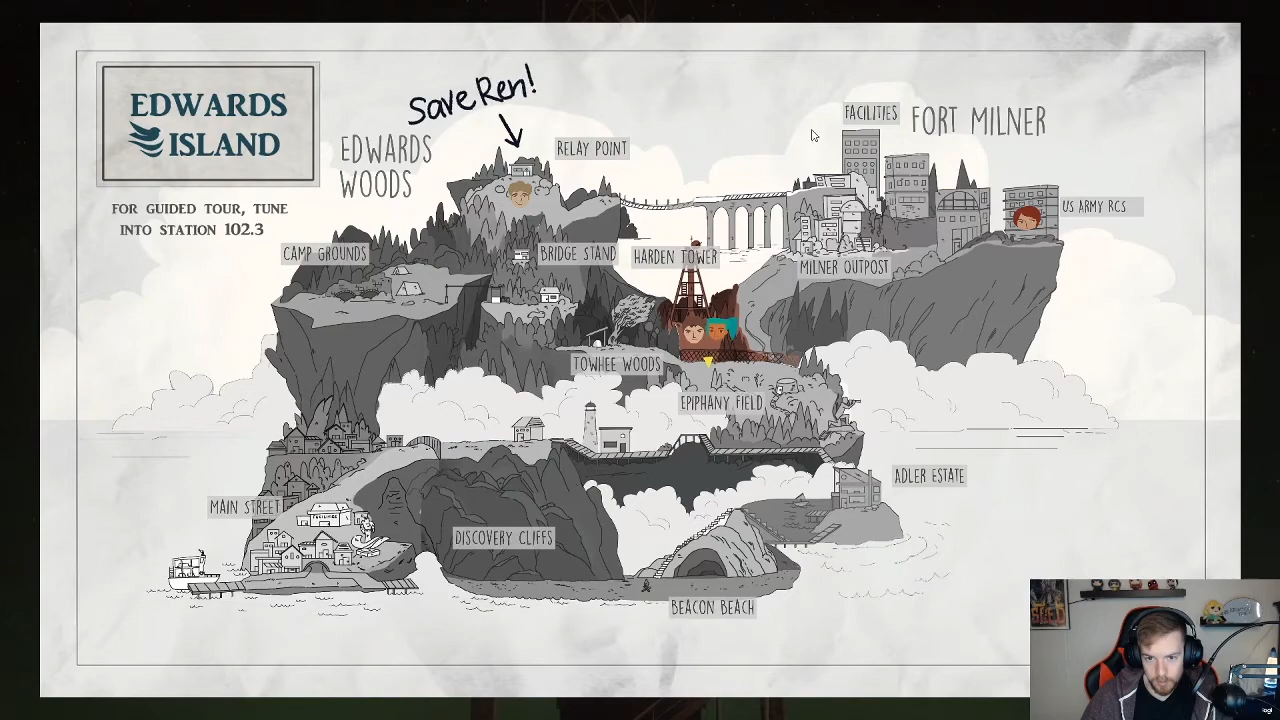 EDWARDS
ISLAND
FOR GUIDED TOUR, TUNE
INTO STATION 102.3
Save Ren!
EDWARDS
WOODS
RELAY POINT
FACILITIES
FORT MILNER
US ARMY RCS
CAMP GROUNDS
BRIDGE STAND
HARDEN TOWER
MILNER OUTPOST
TOWHEE WOODS
EPIPHANY FIELD
ADLER ESTATE
MAIN STREET
DISCOVERY CLIFFS
BEACON BEACH
logi